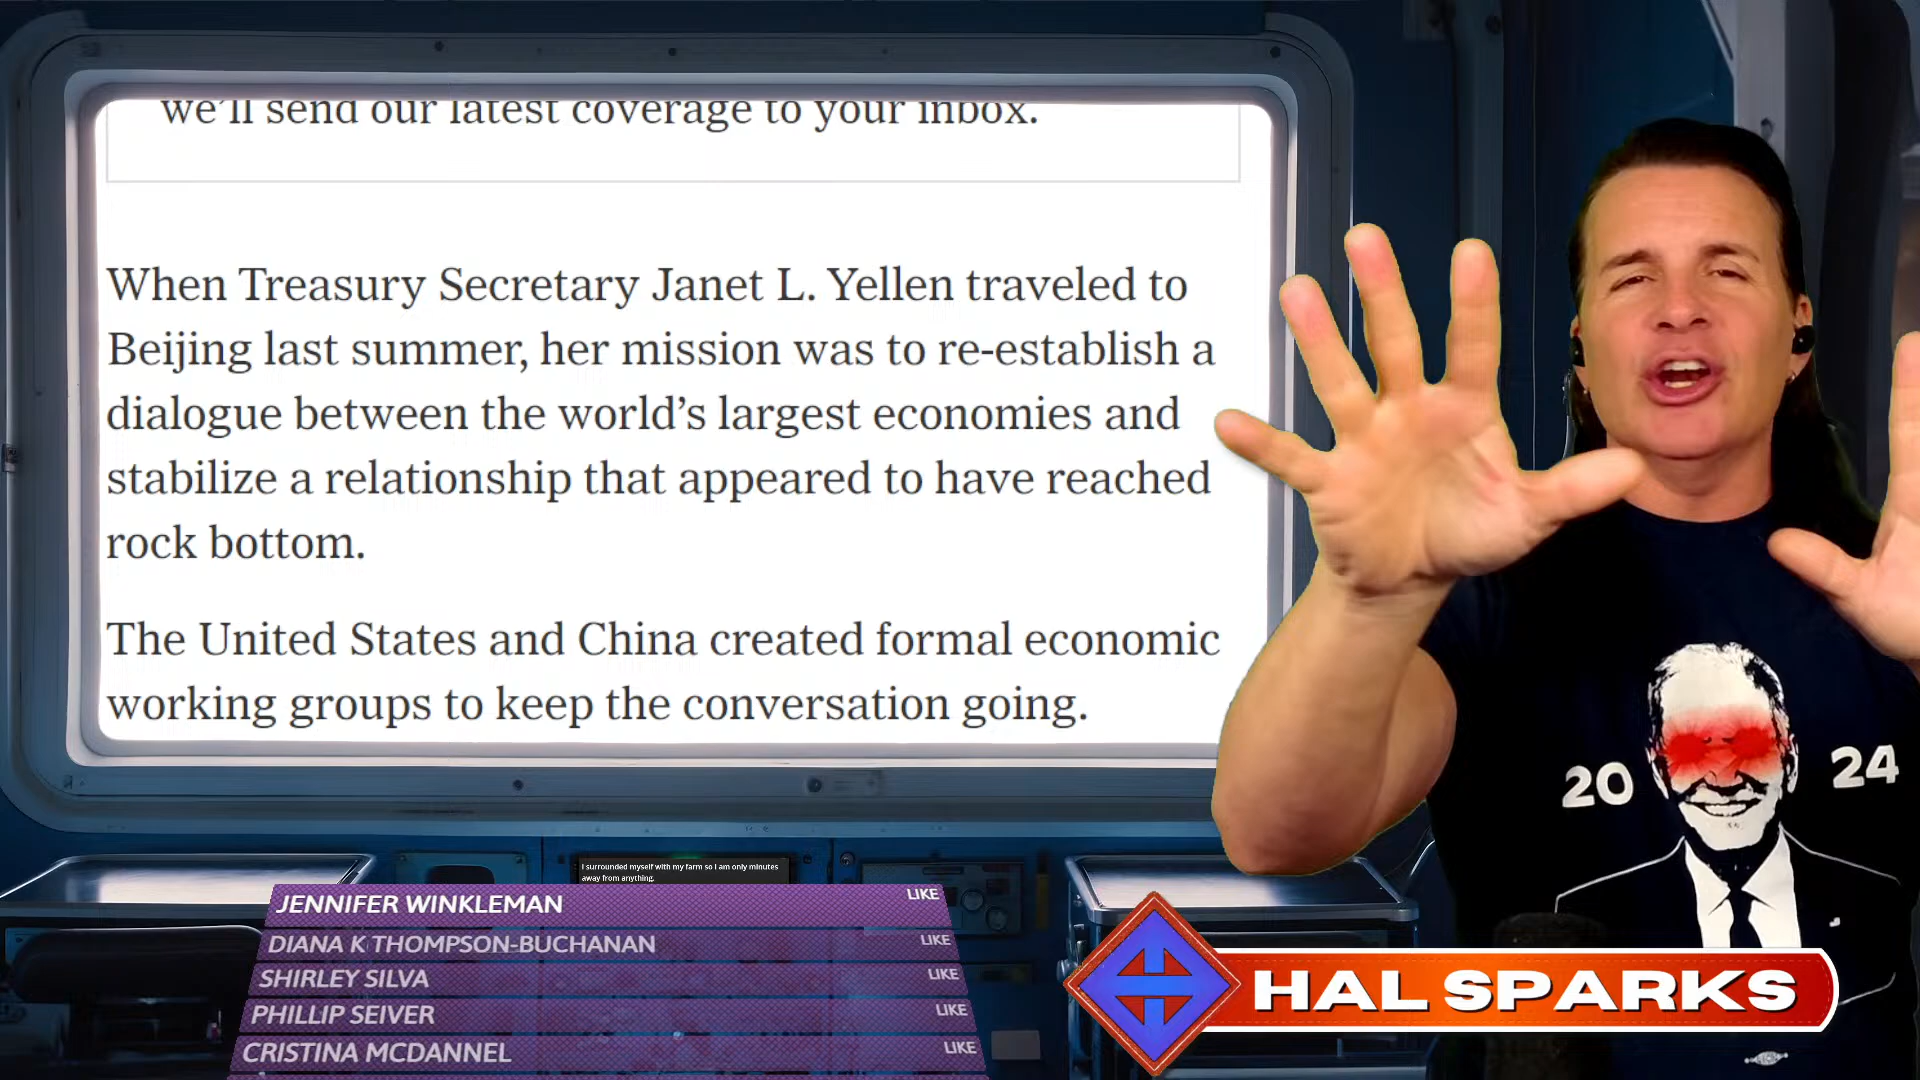 we'll send our latest coverage to your inbox.
When Treasury Secretary Janet L. Yellen traveled to
Beijing last summer, her mission was to re-establish a
dialogue between the world’s largest economies and
stabilize a relationship that appeared to have reached
rock bottom.
The United States and China created formal economic
working groups to keep the conversation going.
20 24
I surrounded myself with my farm so I am only minutes
away from anything.
JENNIFER WINKLEMAN LIKE
DIANA K THOMPSON-BUCHANAN LIKE
SHIRLEY SILVA LIKE
PHILLIP SEIVER LIKE
CRISTINA MCDANNEL LIKE
HAL SPARKS